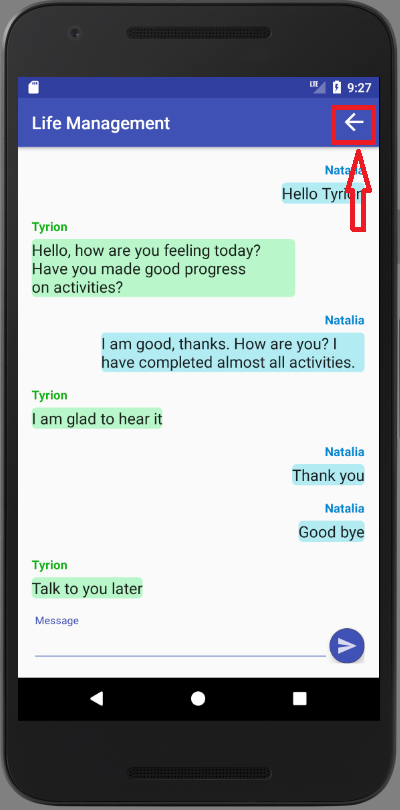 LTE 9:27
Life Management
Natalia
Hello Tyrion
Tyrion
Hello, how are you feeling today?
Have you made good progress
on activities?
Natalia
I am good, thanks. How are you? I
have completed almost all activities.
Tyrion
I am glad to hear it
Natalia
Thank you
Natalia
Good bye
Tyrion
Talk to you later
Message